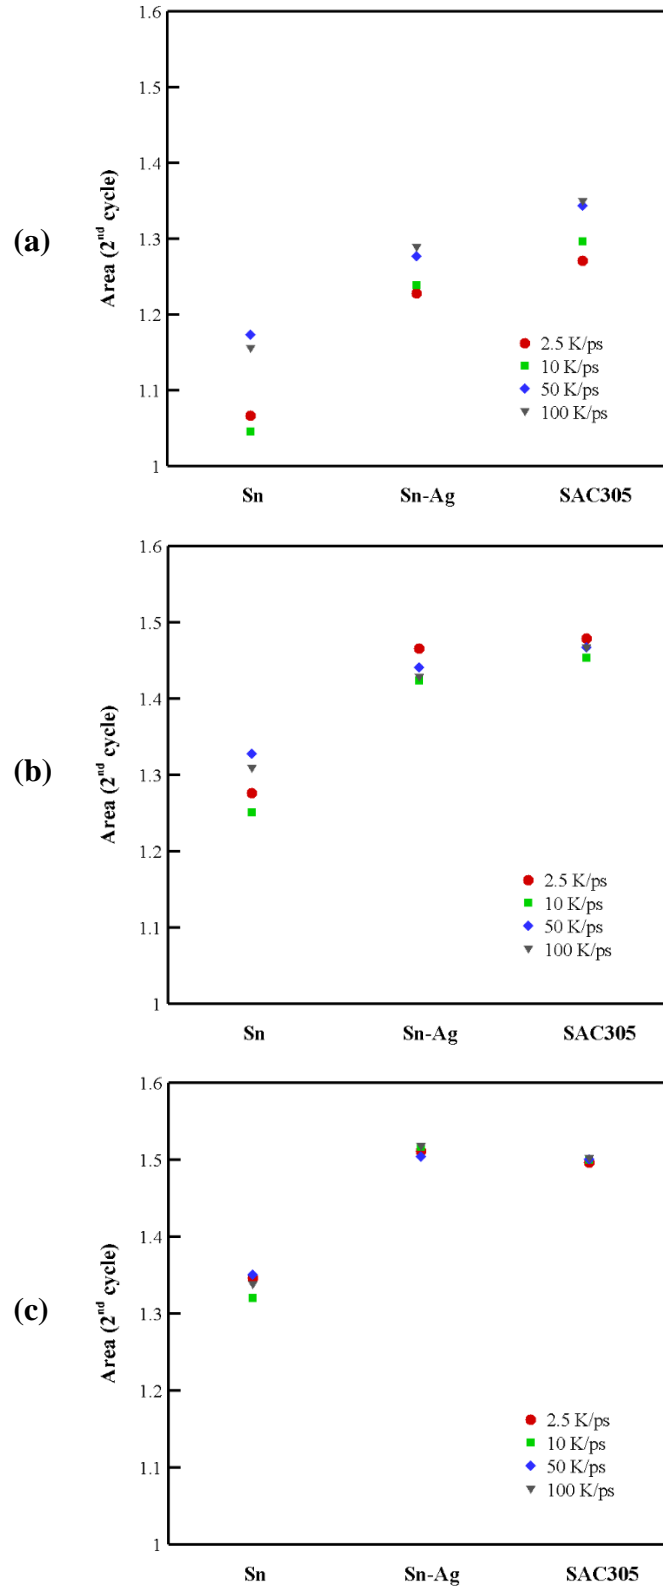 (a)
Area (2nd cycle)
1.6
1.5
1.4
1.3
1.2
1.1
1
2.5 K/ps
10 K/ps
50 K/ps
100 K/ps
Sn Sn-Ag SAC305
(b)
Area (2nd cycle)
1.6
1.5
1.4
1.3
1.2
1.1
1
2.5 K/ps
10 K/ps
50 K/ps
100 K/ps
Sn Sn-Ag SAC305
(c)
Area (2nd cycle)
1.6
1.5
1.4
1.3
1.2
1.1
1
2.5 K/ps
10 K/ps
50 K/ps
100 K/ps
Sn Sn-Ag SAC305